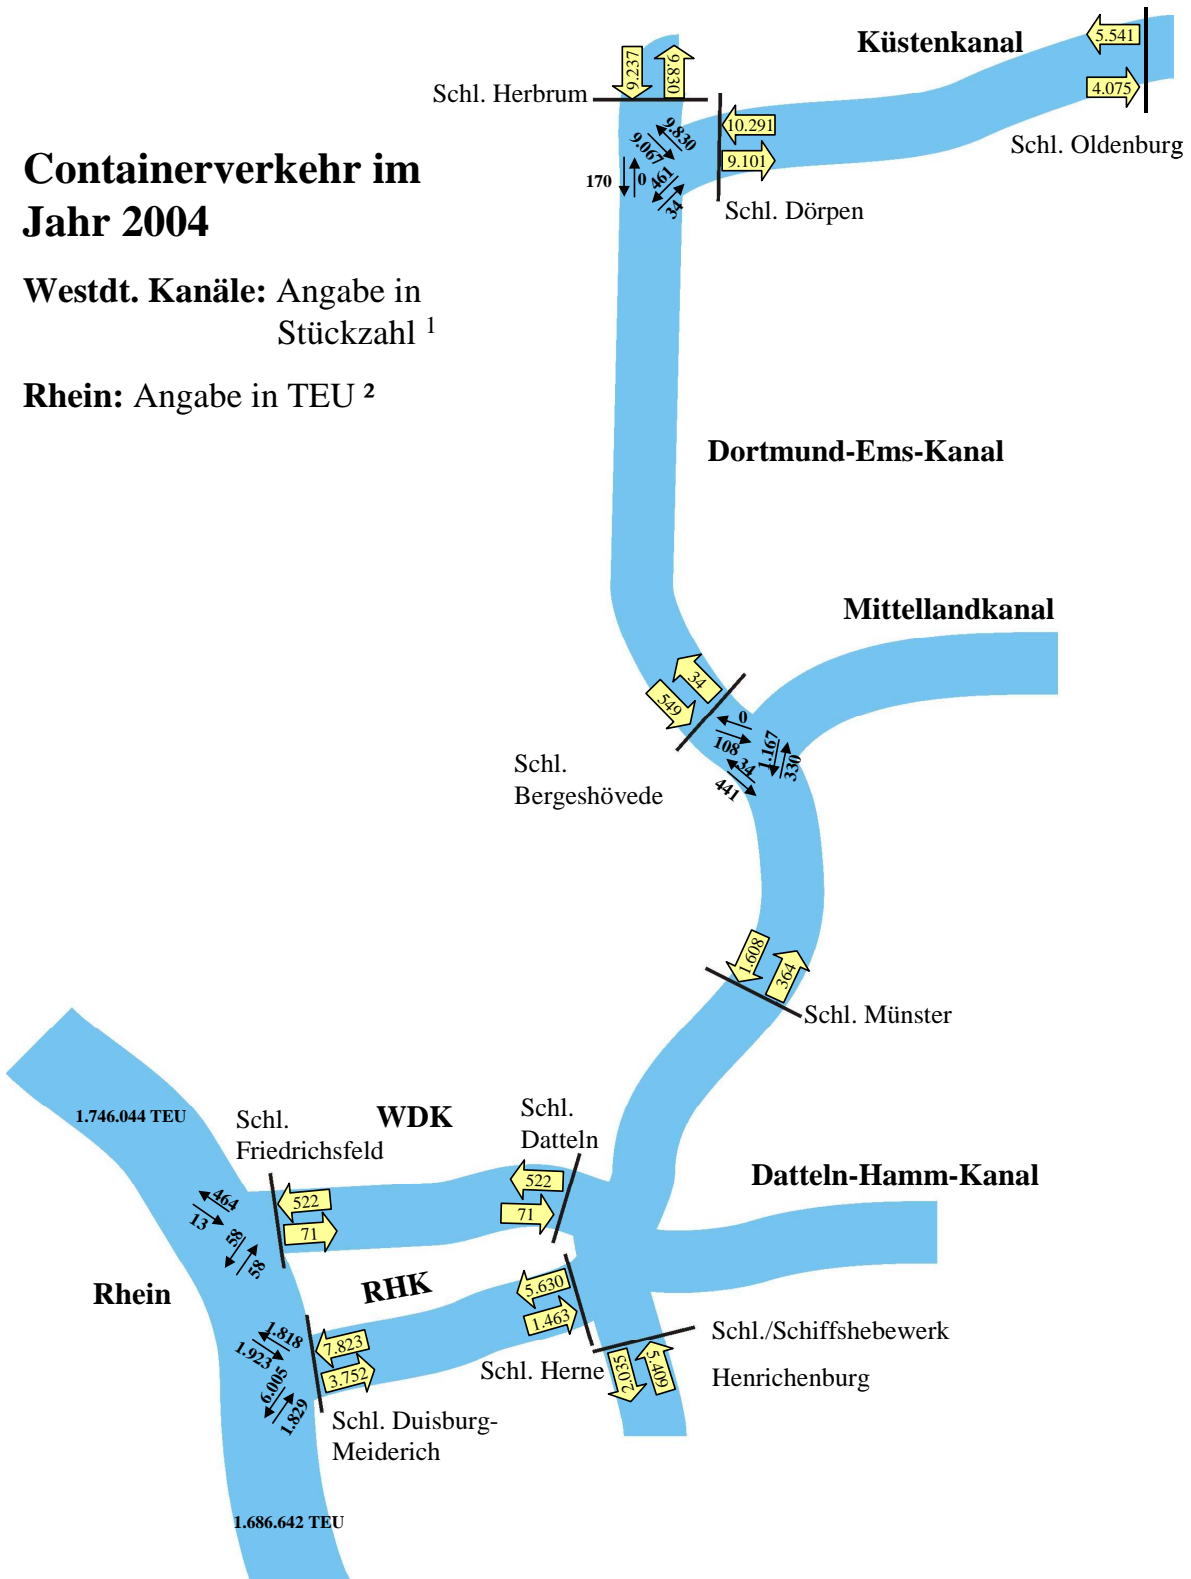 Küstenkanal
5.541
4.075
Schl. Oldenburg
9.237
9.830
Schl. Herbrum
10.291
9.101
Schl. Dörpen
9.830
9.067
170
0
461
34
Containerverkehr im
Jahr 2004
Westdt. Kanäle: Angabe in
Stückzahl ¹
Rhein: Angabe in TEU ²
Dortmund-Ems-Kanal
Mittellandkanal
34
549
0
108
1.167
330
34
441
Schl.
Bergeshövede
1.608
364
Schl. Münster
1.746.044 TEU
Schl.
Friedrichsfeld
WDK
Schl.
Datteln
Datteln-Hamm-Kanal
522
71
522
71
464
13
58
58
Rhein
RHK
5.630
1.463
Schl. Herne
Schl./Schiffshebewerk
Henrichenburg
2.035
5.409
7.823
3.752
1.818
1.923
6.005
1.829
Schl. Duisburg-
Meiderich
1.686.642 TEU